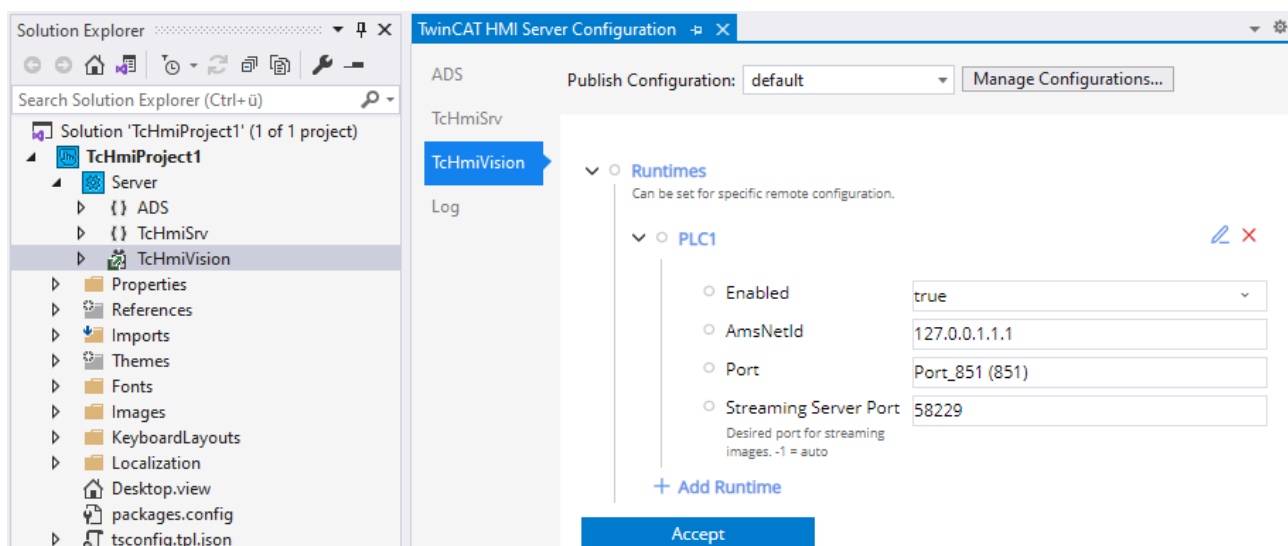 Solution Explorer
Search Solution Explorer (Ctrl+ü)
Solution 'TcHmiProject1' (1 of 1 project)
TcHmiProject1
Server
{} ADS
{} TcHmiSrv
TcHmiVision
Properties
References
Imports
Themes
Fonts
Images
KeyboardLayouts
Localization
Desktop.view
packages.config
tsconfig.tpl.json
TwinCAT HMI Server Configuration
ADS
TcHmiSrv
TcHmiVision
Log
Publish Configuration: default Manage Configurations...
Runtimes
Can be set for specific remote configuration.
PLC1
Enabled true
AmsNetId 127.0.0.1.1.1
Port Port_851 (851)
Streaming Server Port 58229
Desired port for streaming
images. -1 = auto
+ Add Runtime
Accept